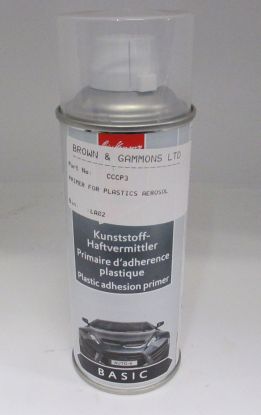 BROWN & GAMMONS LTD
Part No: CCCP3
PRIMER FOR PLASTICS AEROSOL
Bin: -LA02
Kunststoff-
Haftvermittler
Primaire d'adherence
plastique
Plastic adhesion primer
BASIC